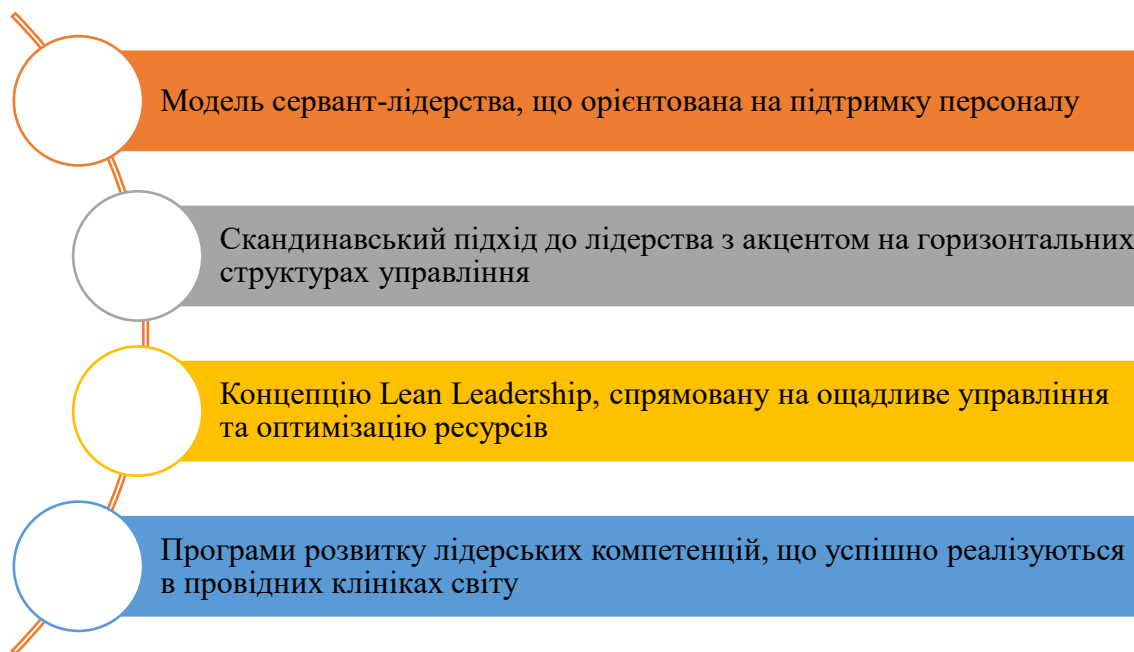 Модель сервант-лідерства, що орієнтована на підтримку персоналу
Скандинавський підхід до лідерства з акцентом на горизонтальних
структурах управління
Концепцію Lean Leadership, спрямовану на ощадливе управління
та оптимізацію ресурсів
Програми розвитку лідерських компетенцій, що успішно реалізуються
в провідних клініках світу